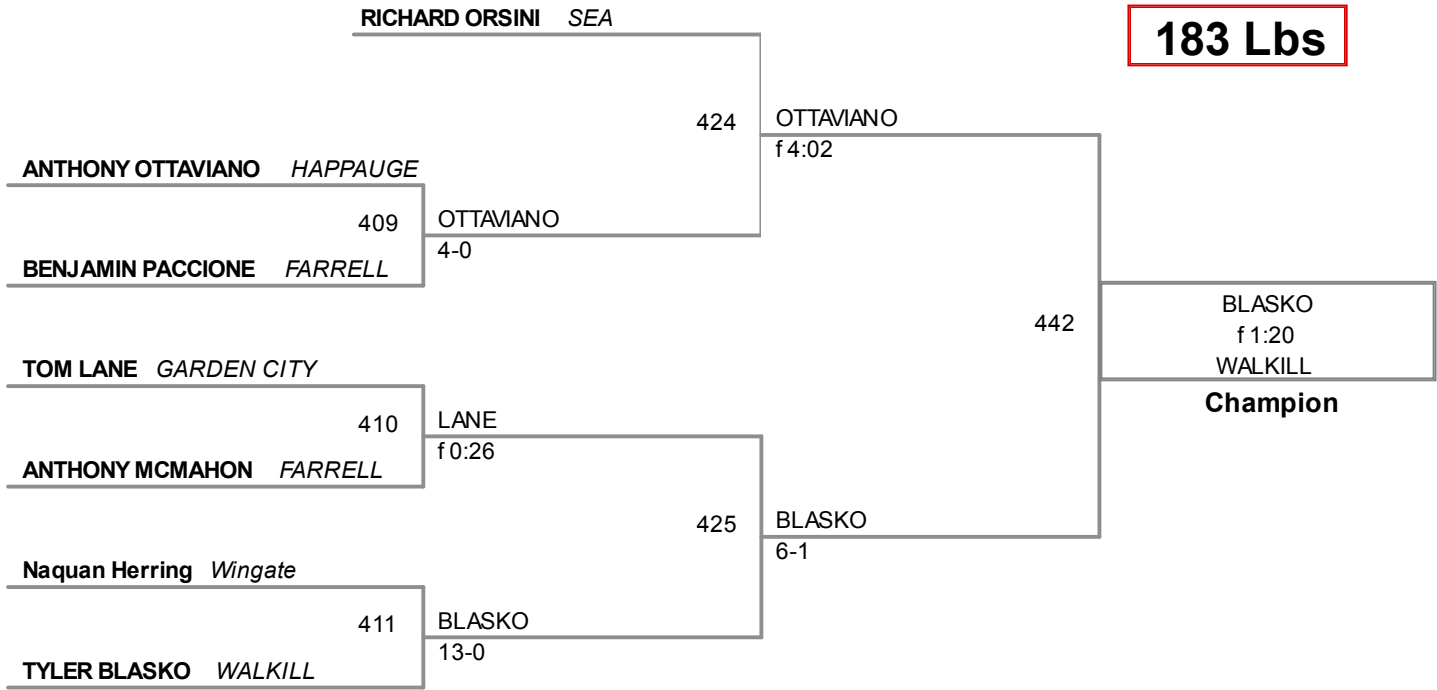 RICHARD ORSINI SEA
183 Lbs
424 OTTAVIANO
f 4:02
ANTHONY OTTAVIANO HAPPAUGE
409 OTTAVIANO
4-0
BENJAMIN PACCIONE FARRELL
BLASKO
442 f 1:20
WALKILL
Champion
TOM LANE GARDEN CITY
410 LANE
f 0:26
ANTHONY MCMAHON FARRELL
425 BLASKO
6-1
Naquan Herring Wingate
411 BLASKO
13-0
TYLER BLASKO WALKILL